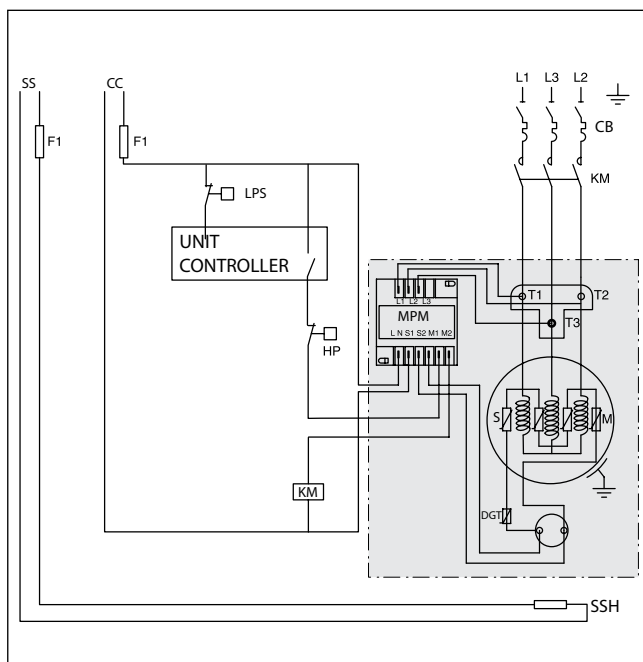 SS CC L1 L3 L2
F1 F1 CB
LPS KM
UNIT
CONTROLLER
L1 L2 L3
T1 T2
MPM
T3
L N S1 S2 M1 M2
HP
S M
KM
DGT
SSH